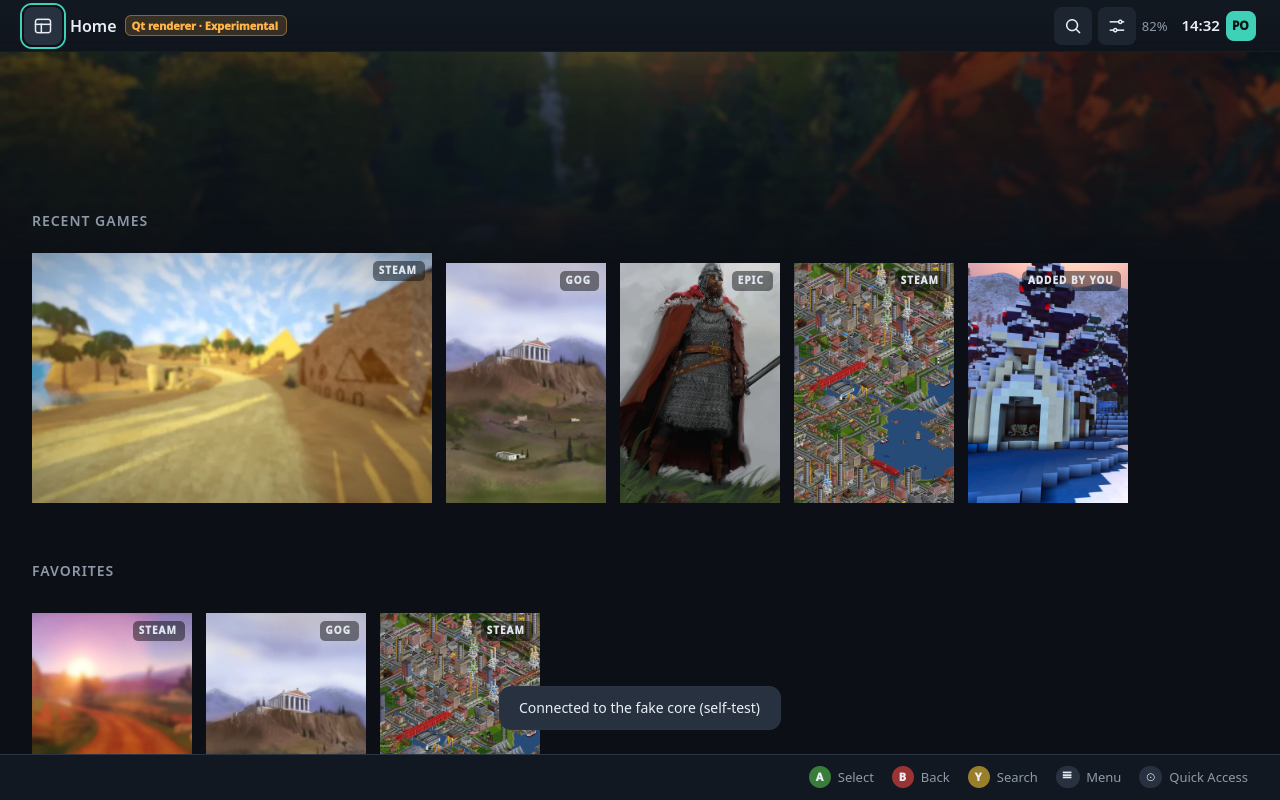 Home
Qt renderer · Experimental
82%
14:32
PO
RECENT GAMES
STEAM
GOG
EPIC
STEAM
ADDED BY YOU
FAVORITES
STEAM
GOG
STEAM
Connected to the fake core (self-test)
A Select
B Back
Y Search
Menu
Quick Access